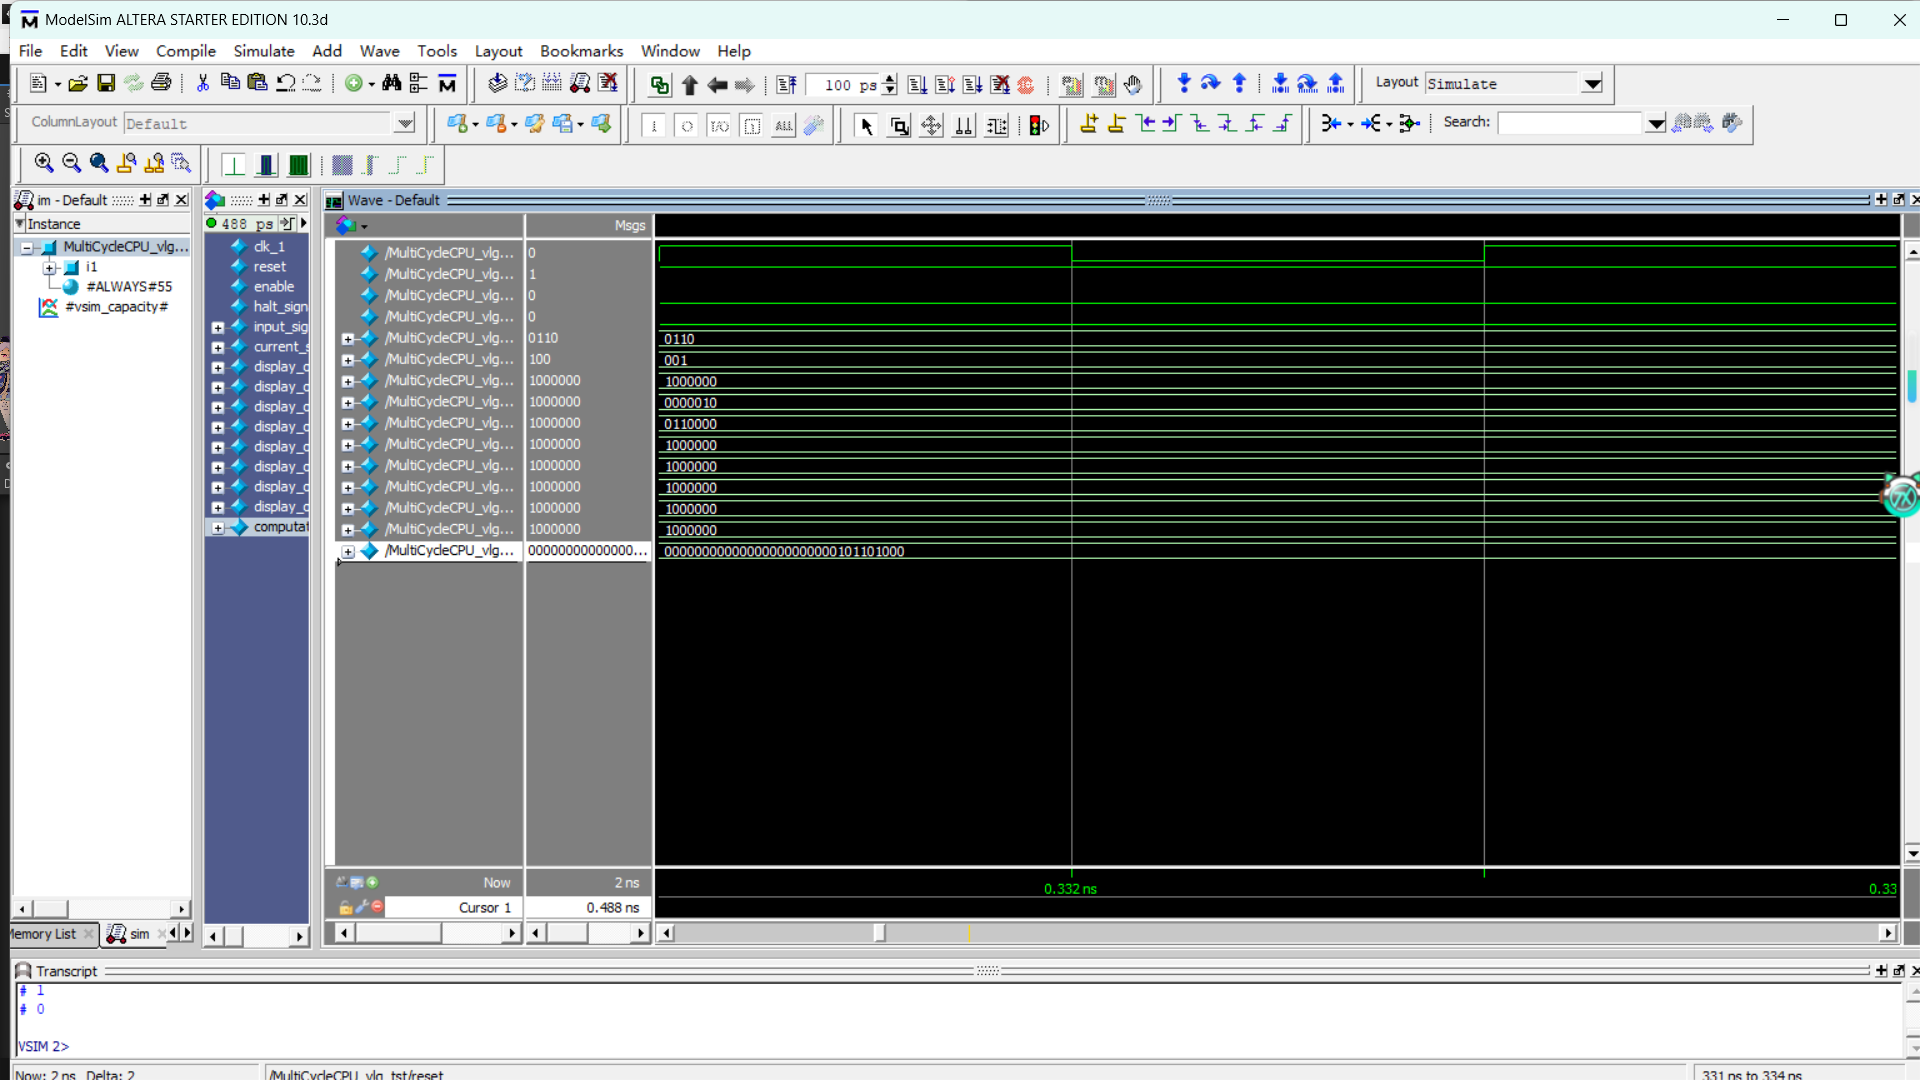 ModelSim ALTERA STARTER EDITION 10.3d
File Edit View Compile Simulate Add Wave Tools Layout Bookmarks Window Help
100 ps
Layout Simulate
ColumnLayout Default
Search:
im - Default
Wave - Default
Instance
488 ps
Msgs
MultiCycleCPU_vlg...
i1
#ALWAYS#55
#vsim_capacity#
clk_1
reset
enable
halt_sign
input_sig
current_s
display_c
display_c
display_c
display_c
display_c
display_c
display_c
display_c
computat
/MultiCycleCPU_vlg... 0
/MultiCycleCPU_vlg... 1
/MultiCycleCPU_vlg... 0
/MultiCycleCPU_vlg... 0
/MultiCycleCPU_vlg... 0110 0110
/MultiCycleCPU_vlg... 100 001
/MultiCycleCPU_vlg... 1000000 1000000
/MultiCycleCPU_vlg... 1000000 0000010
/MultiCycleCPU_vlg... 1000000 0110000
/MultiCycleCPU_vlg... 1000000 1000000
/MultiCycleCPU_vlg... 1000000 1000000
/MultiCycleCPU_vlg... 1000000 1000000
/MultiCycleCPU_vlg... 1000000 1000000
/MultiCycleCPU_vlg... 1000000 1000000
/MultiCycleCPU_vlg... 00000000000000... 00000000000000000000000101101000
Now 2 ns
0.332 ns 0.33
Cursor 1 0.488 ns
Memory List sim
Transcript
# 1
# 0
VSIM 2>
Now: 2 ns Delta: 2 /MultiCycleCPU_vlg_tst/reset 331 ps to 334 ps